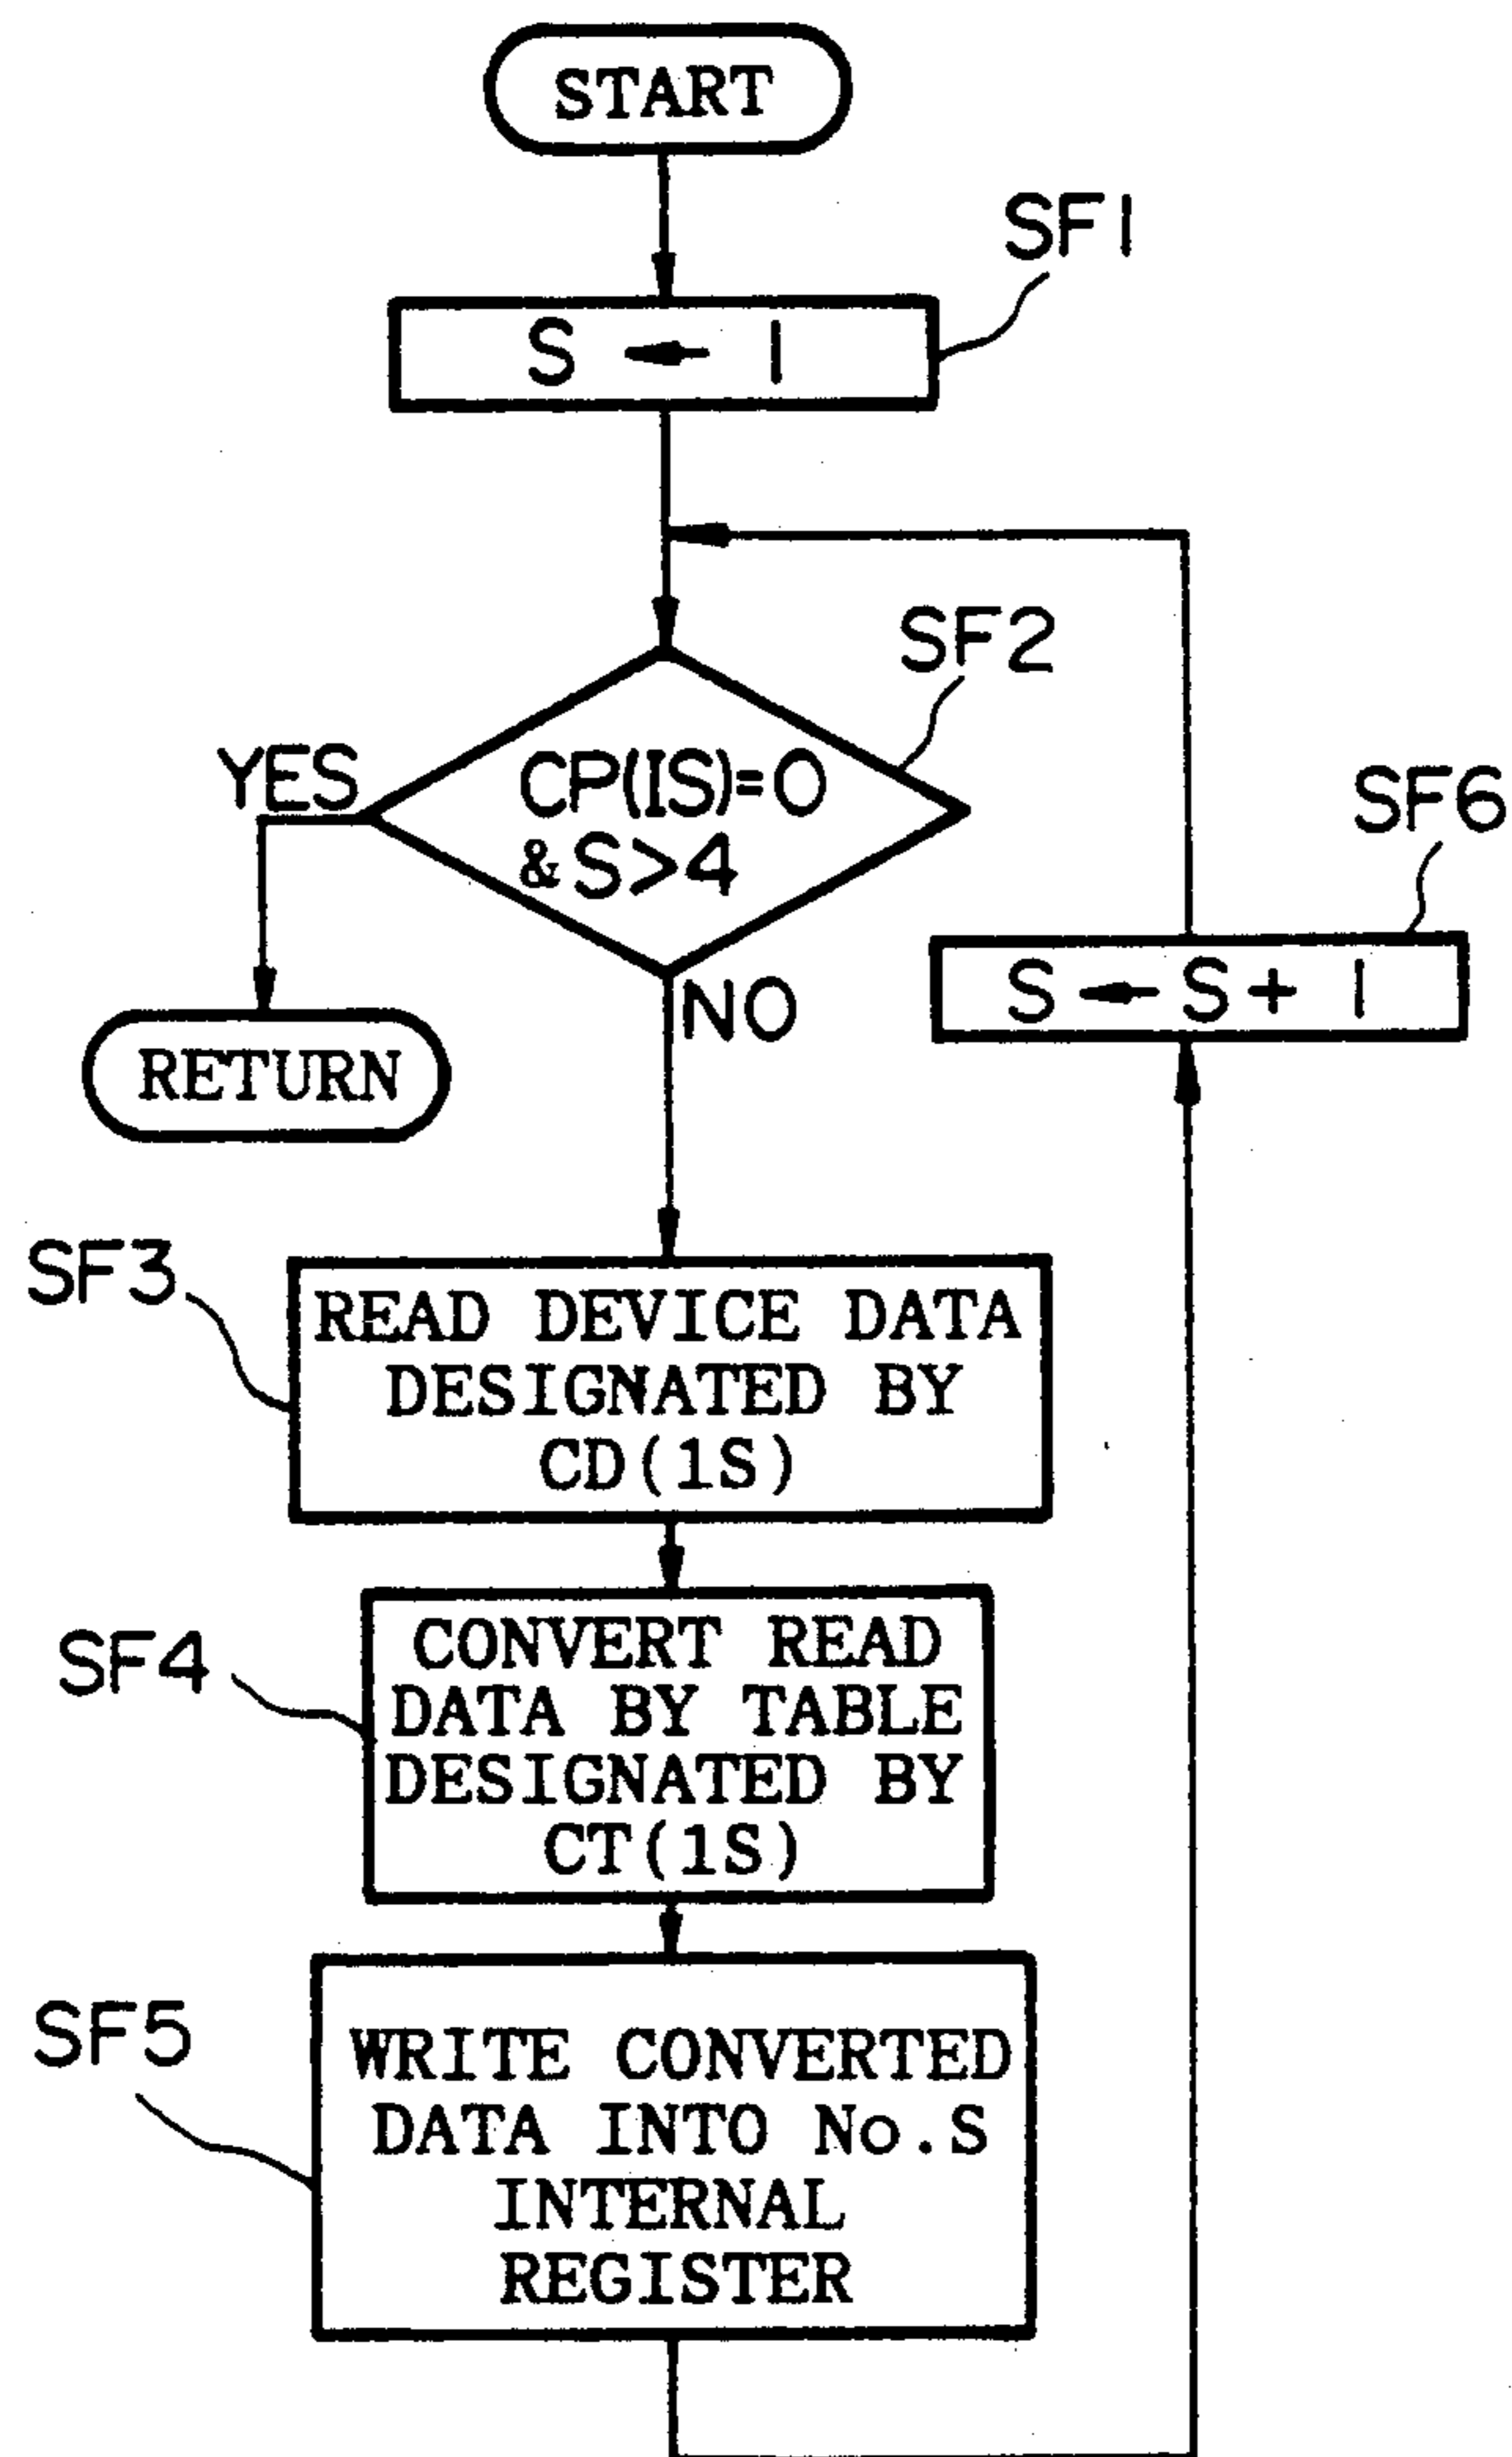 START
SF1
S ← 1
SF2
YES
CP(1S)=0
& S>4
NO
RETURN
SF6
S ← S + 1
SF3
READ DEVICE DATA
DESIGNATED BY
CD(1S)
SF4
CONVERT READ
DATA BY TABLE
DESIGNATED BY
CT(1S)
SF5
WRITE CONVERTED
DATA INTO No.S
INTERNAL
REGISTER